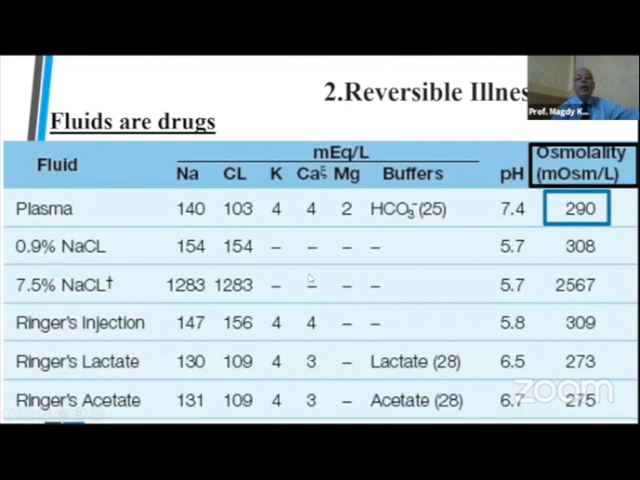 2.Reversible Illnes
Prof. Magdy K...
Fluids are drugs
Fluid mEq/L Osmolality
Na CL K Caξ Mg Buffers pH (mOsm/L)
Plasma 140 103 4 4 2 HCO₃⁻(25) 7.4 290
0.9% NaCL 154 154 – – – – 5.7 308
7.5% NaCL† 1283 1283 – – – – 5.7 2567
Ringer's Injection 147 156 4 4 – – 5.8 309
Ringer's Lactate 130 109 4 3 – Lactate (28) 6.5 273
Ringer's Acetate 131 109 4 3 – Acetate (28) 6.7 275
zoom